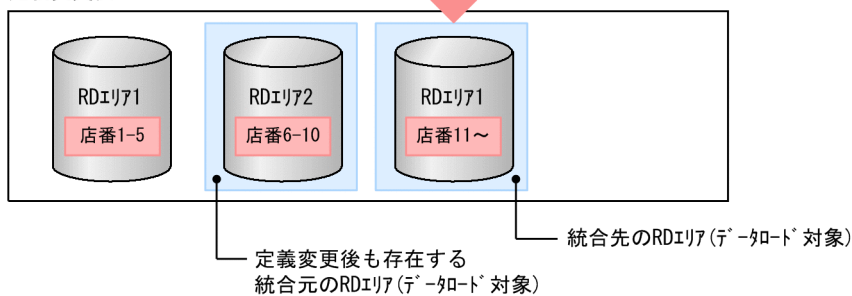 RDエリア1
店番1-5
RDエリア2
店番6-10
RDエリア1
店番11～
統合先のRDエリア(データロード対象)
定義変更後も存在する
統合元のRDエリア(データロード対象)